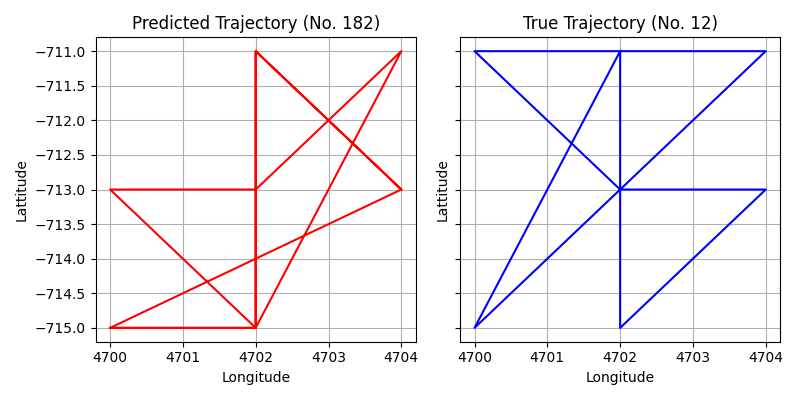 Predicted Trajectory (No. 182)
True Trajectory (No. 12)
−711.0
−711.5
−712.0
−712.5
−713.0
−713.5
−714.0
−714.5
−715.0
Lattitude
Lattitude
4700 4701 4702 4703 4704
4700 4701 4702 4703 4704
Longitude
Longitude